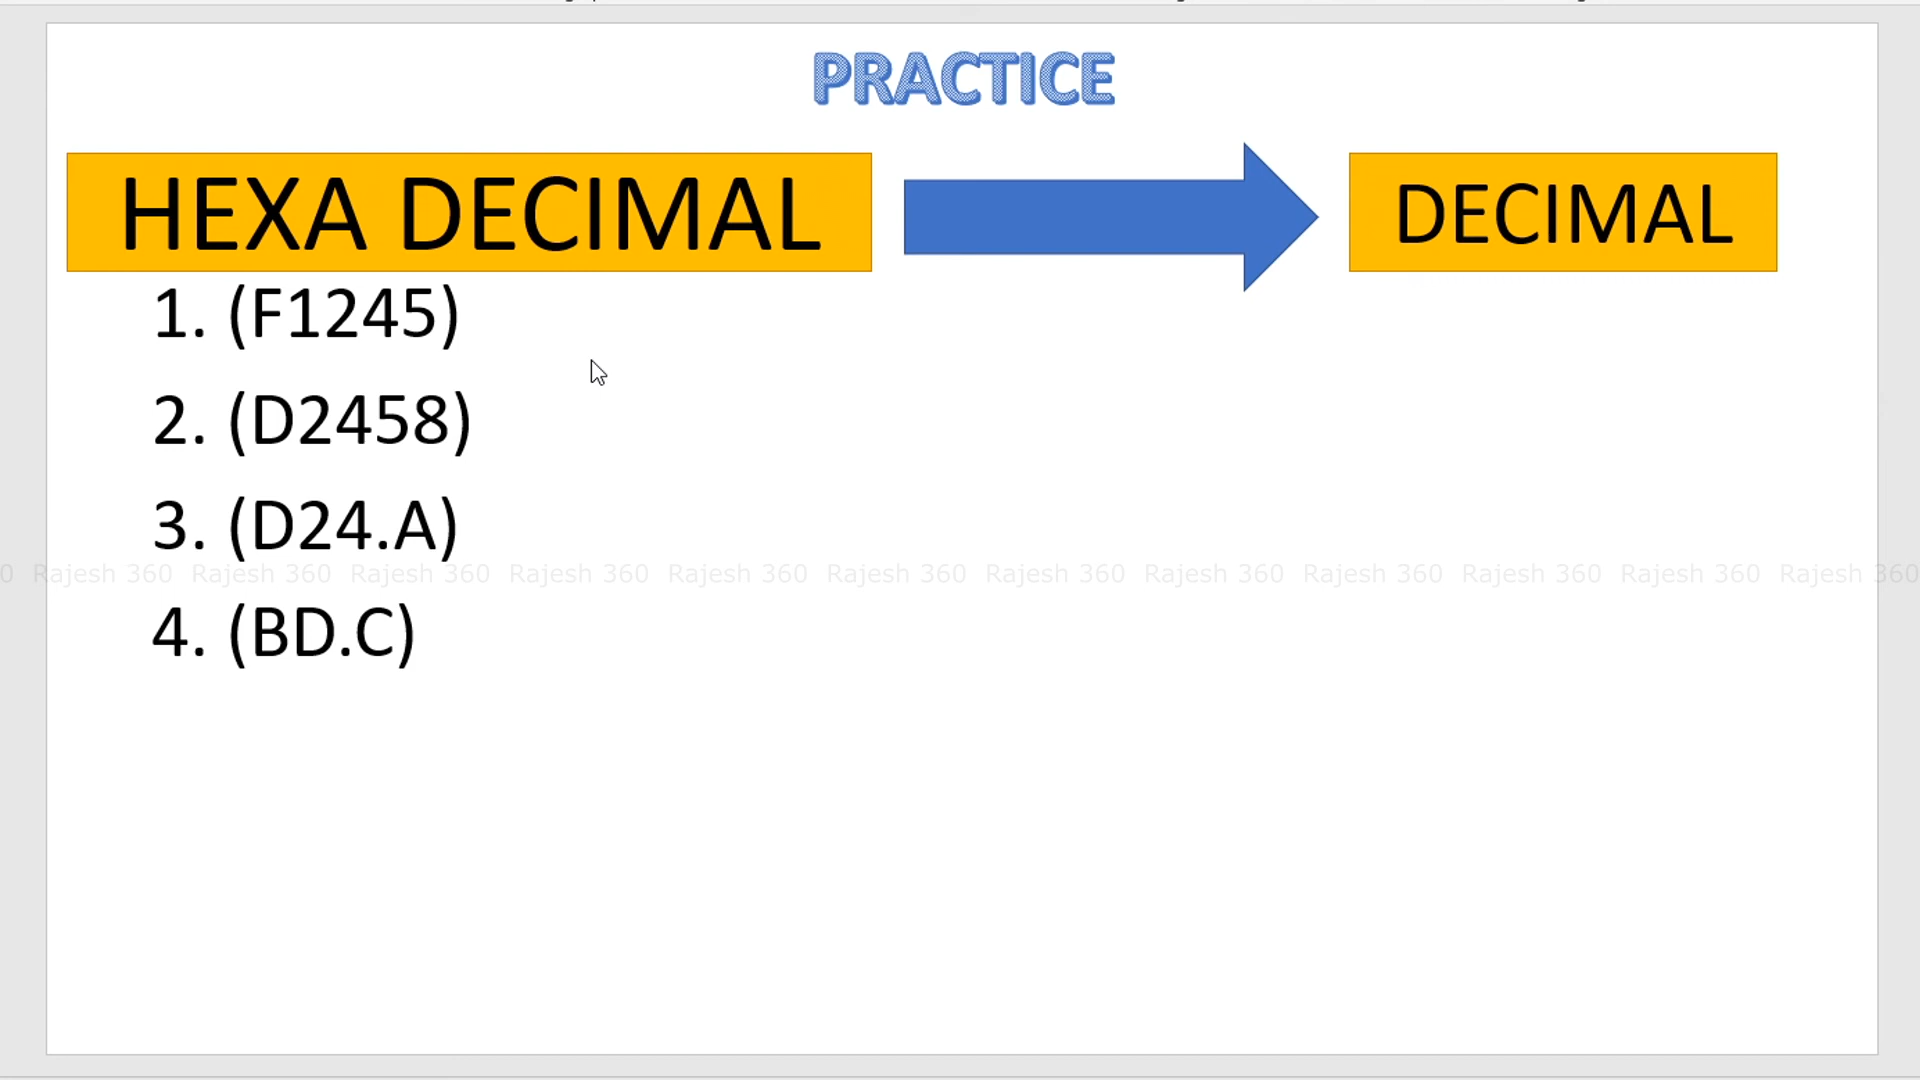 PRACTICE
HEXA DECIMAL
DECIMAL
1. (F1245)
2. (D2458)
3. (D24.A)
Rajesh 360 Rajesh 360 Rajesh 360 Rajesh 360 Rajesh 360 Rajesh 360 Rajesh 360 Rajesh 360 Rajesh 360 Rajesh 360 Rajesh 360 Rajesh 360
4. (BD.C)